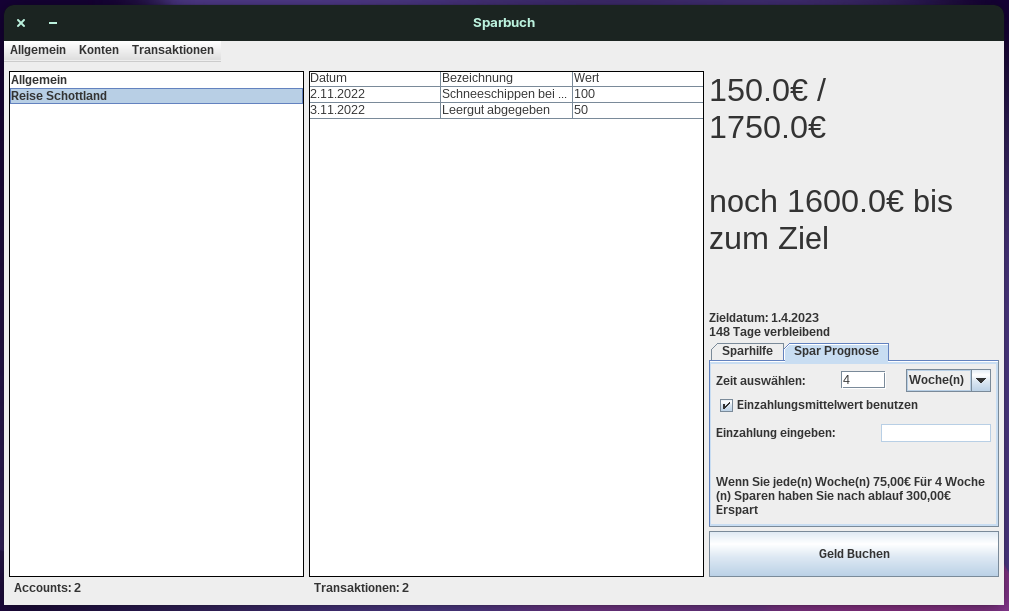 Sparbuch
Allgemein Konten Transaktionen
Allgemein
Reise Schottland
Datum Bezeichnung Wert
2.11.2022 Schneeschippen bei ... 100
3.11.2022 Leergut abgegeben 50
150.0€ /
1750.0€
noch 1600.0€ bis
zum Ziel
Zieldatum: 1.4.2023
148 Tage verbleibend
Sparhilfe Spar Prognose
Zeit auswählen: 4 Woche(n)
Einzahlungsmittelwert benutzen
Einzahlung eingeben:
Wenn Sie jede(n) Woche(n) 75,00€ Für 4 Woche
(n) Sparen haben Sie nach ablauf 300,00€
Erspart
Geld Buchen
Accounts: 2 Transaktionen: 2